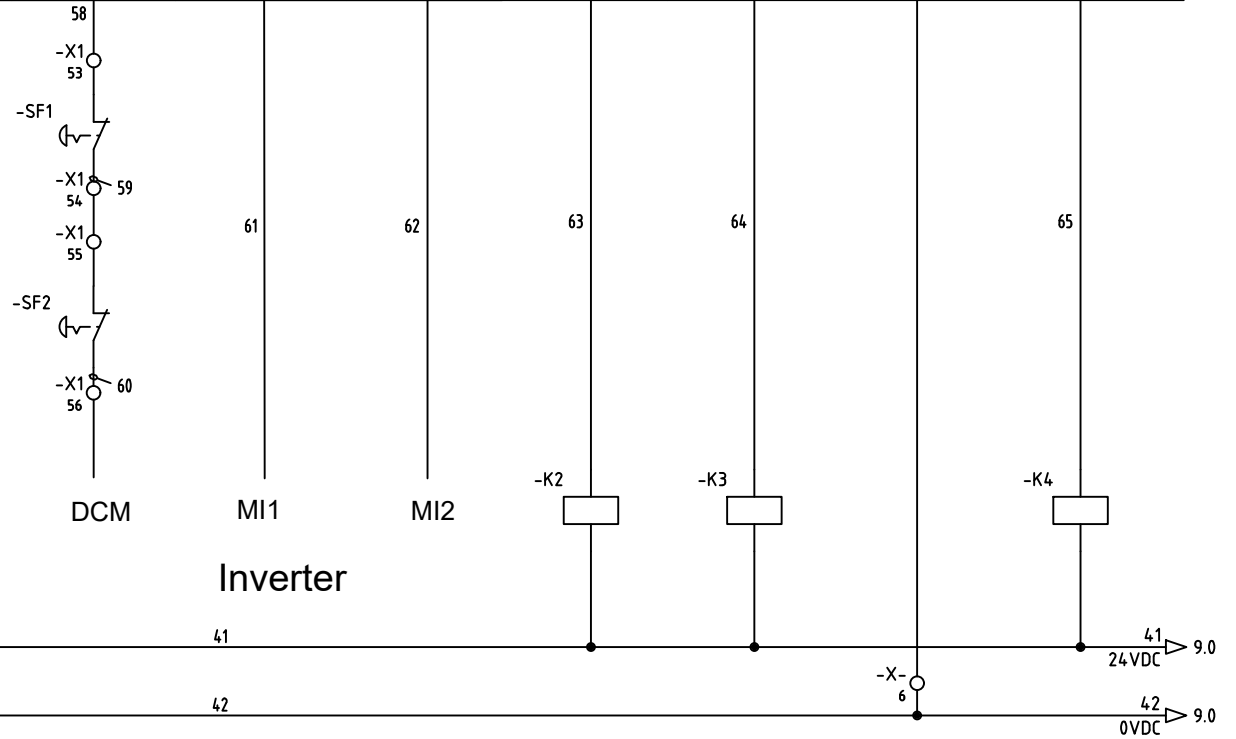 58
-X1
53
-SF1
-X1
54
59
-X1
55
61
62
63
64
65
-SF2
-X1
56
60
-K2
-K3
-K4
DCM
MI1
MI2
Inverter
41
41
24VDC
9.0
-X-
6
42
42
0VDC
9.0